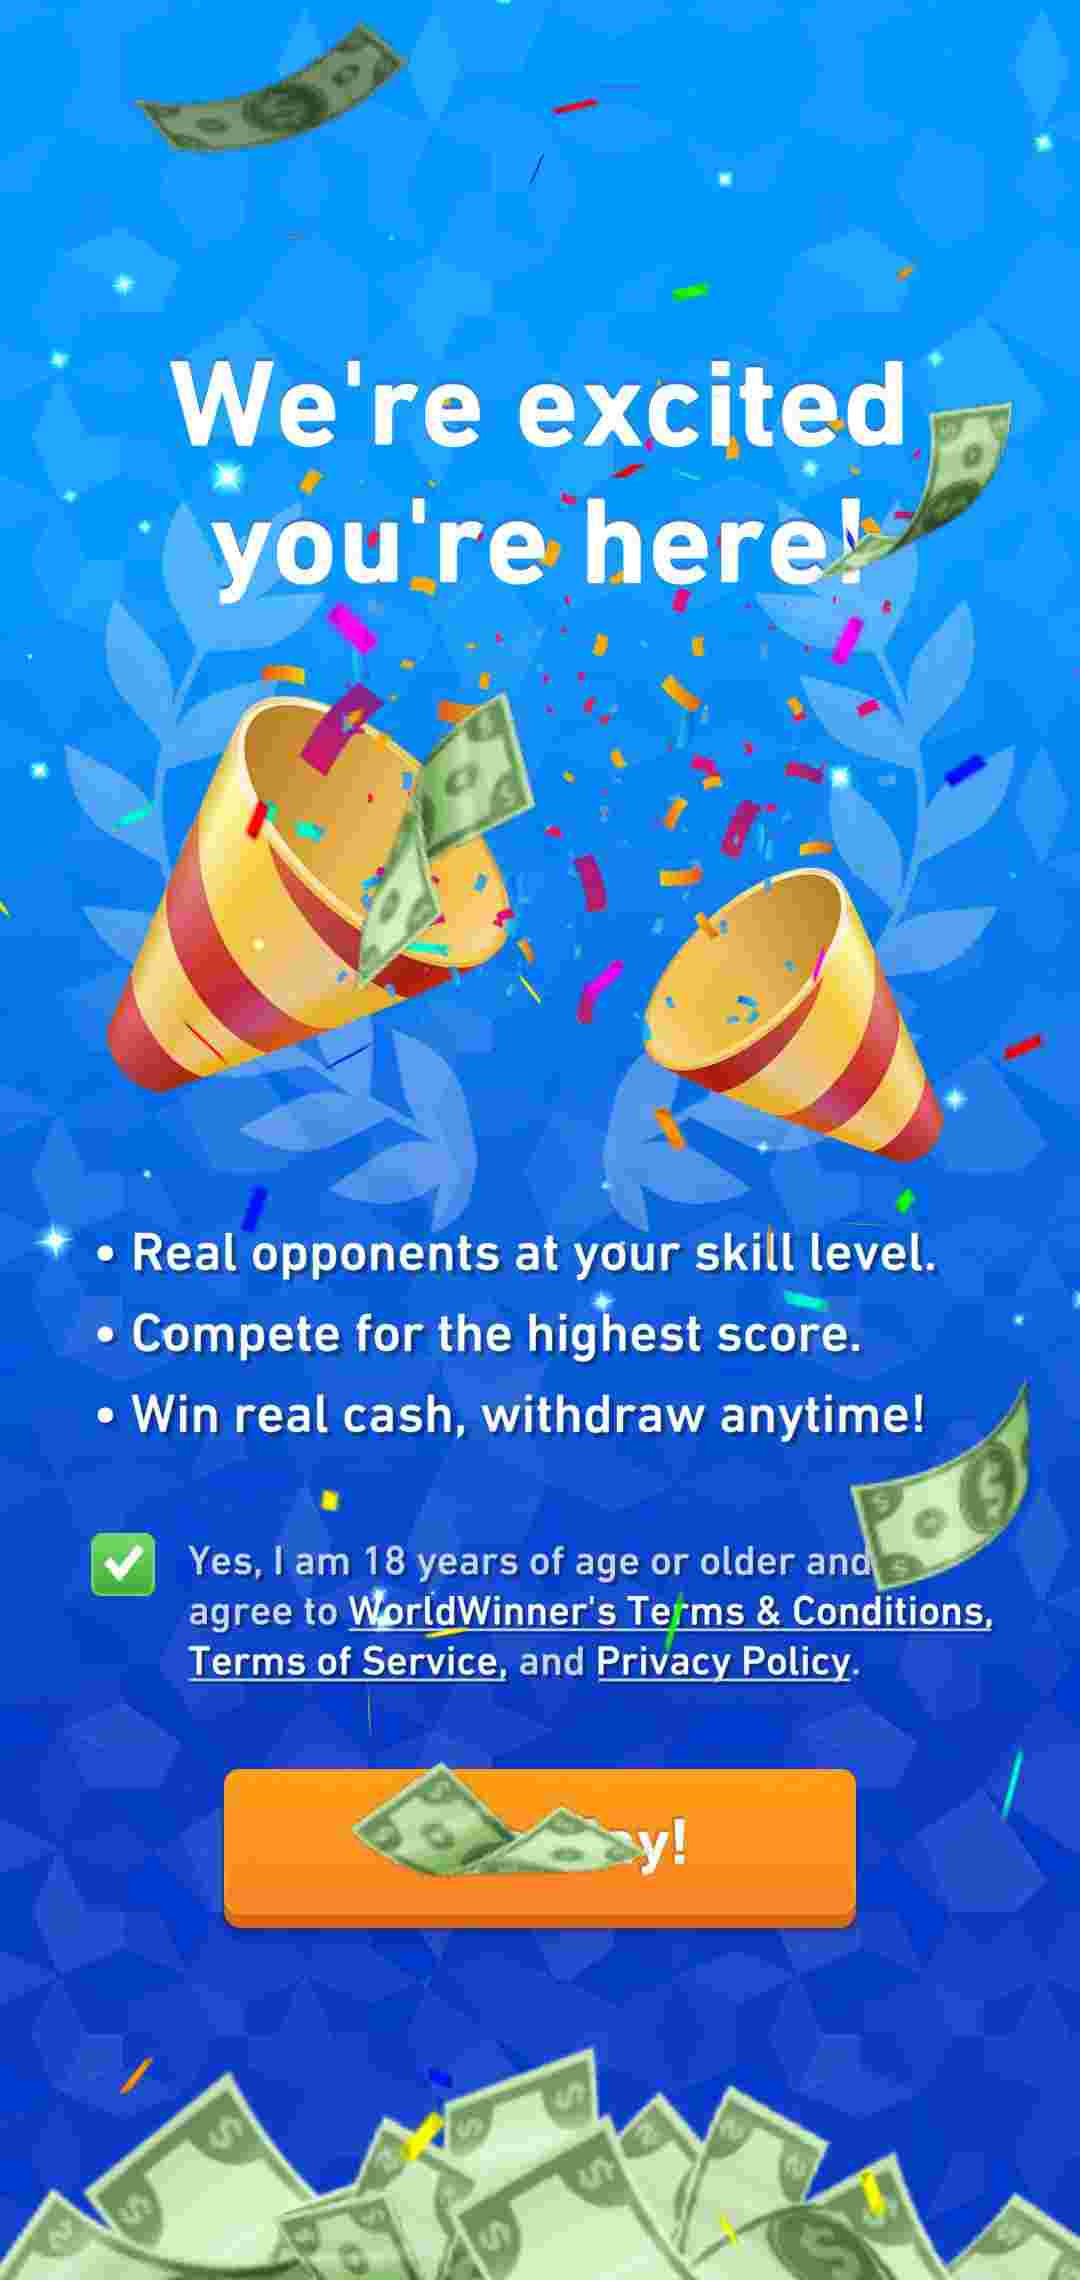 We're excited
you're here!
• Real opponents at your skill level.
• Compete for the highest score.
• Win real cash, withdraw anytime!
Yes, I am 18 years of age or older and
agree to WorldWinner's Terms & Conditions,
Terms of Service, and Privacy Policy.